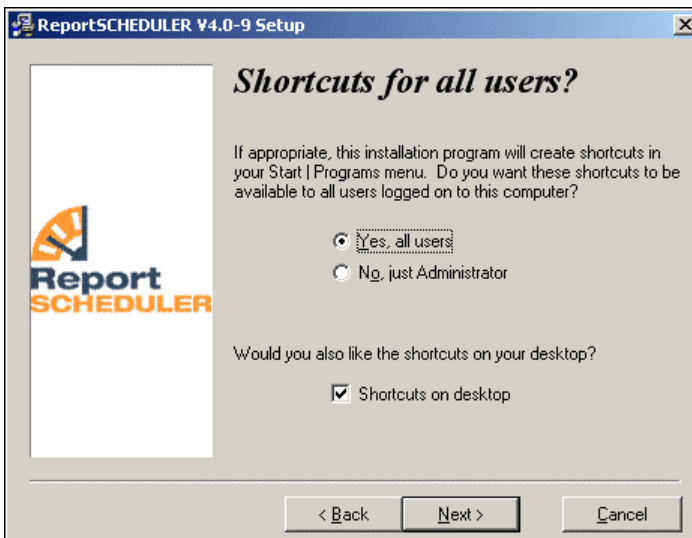 ReportSCHEDULER V4.0-9 Setup
Shortcuts for all users?
If appropriate, this installation program will create shortcuts in
your Start | Programs menu.  Do you want these shortcuts to be
available to all users logged on to this computer?
Yes, all users
No, just Administrator
Report
SCHEDULER
Would you also like the shortcuts on your desktop?
Shortcuts on desktop
< Back
Next >
Cancel